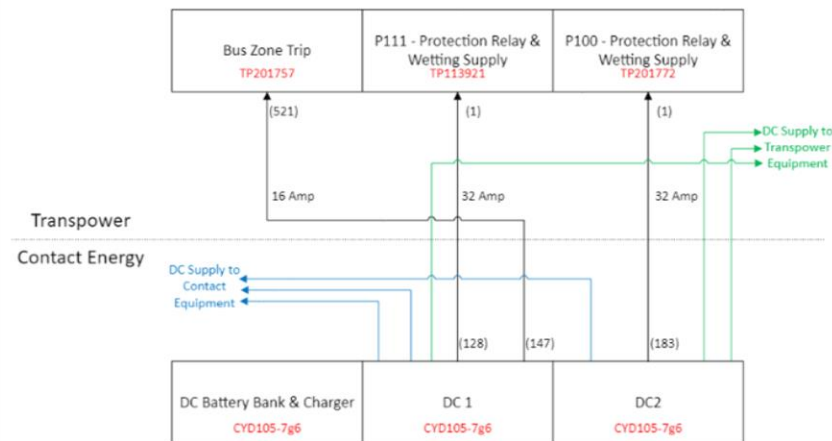 Bus Zone Trip
TP201757
P111 - Protection Relay &
Wetting Supply
TP113921
P100 - Protection Relay &
Wetting Supply
TP201772
(521)
(1)
(1)
DC Supply to
Transpower
Equipment
16 Amp
32 Amp
32 Amp
Transpower
Contact Energy
DC Supply to
Contact
Equipment
(128)
(147)
(183)
DC Battery Bank & Charger
CYD105-7g6
DC 1
CYD105-7g6
DC2
CYD105-7g6